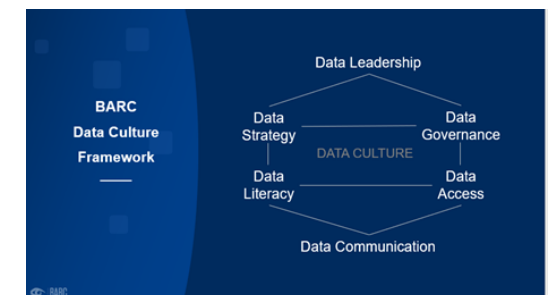 BARC
Data Culture
Framework
Data Leadership
Data
Strategy
Data
Governance
DATA CULTURE
Data
Literacy
Data
Access
Data Communication
BARC